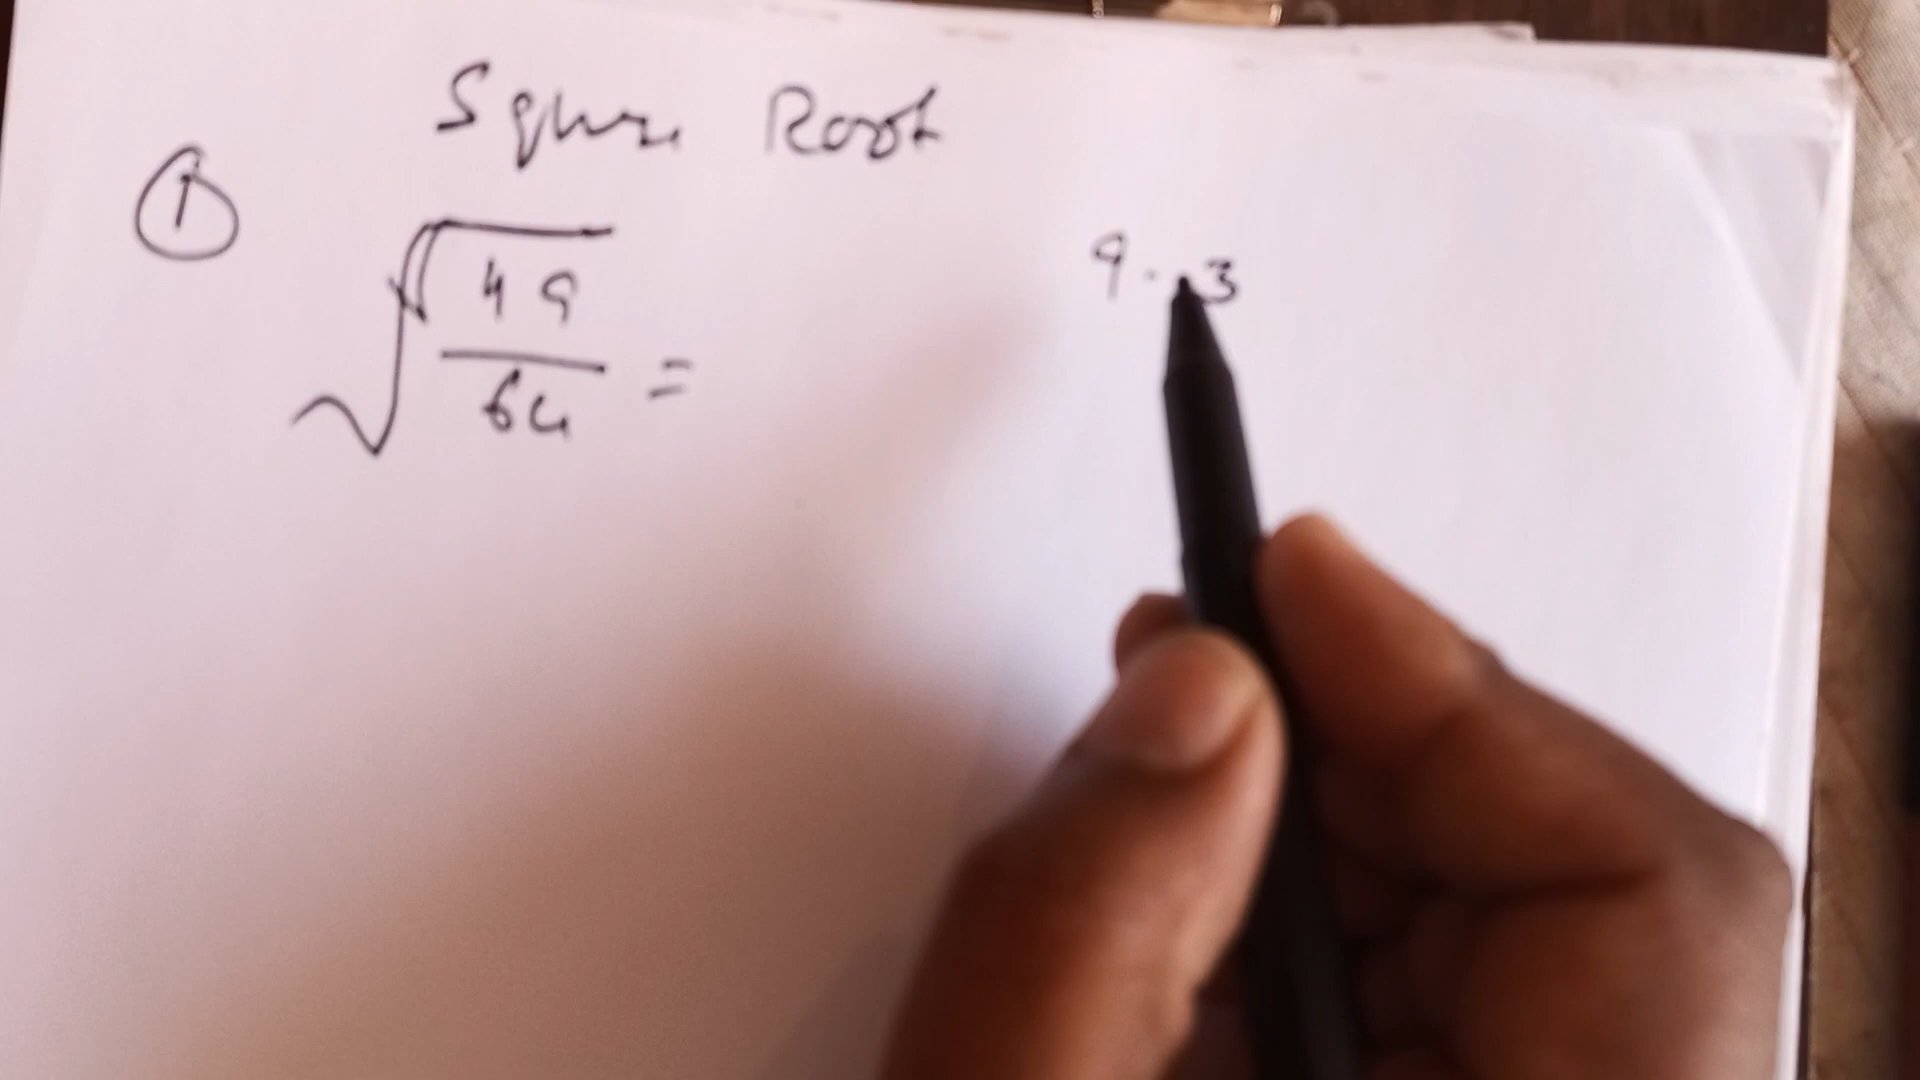 Square Root
①
√49/64 =
9 - 3